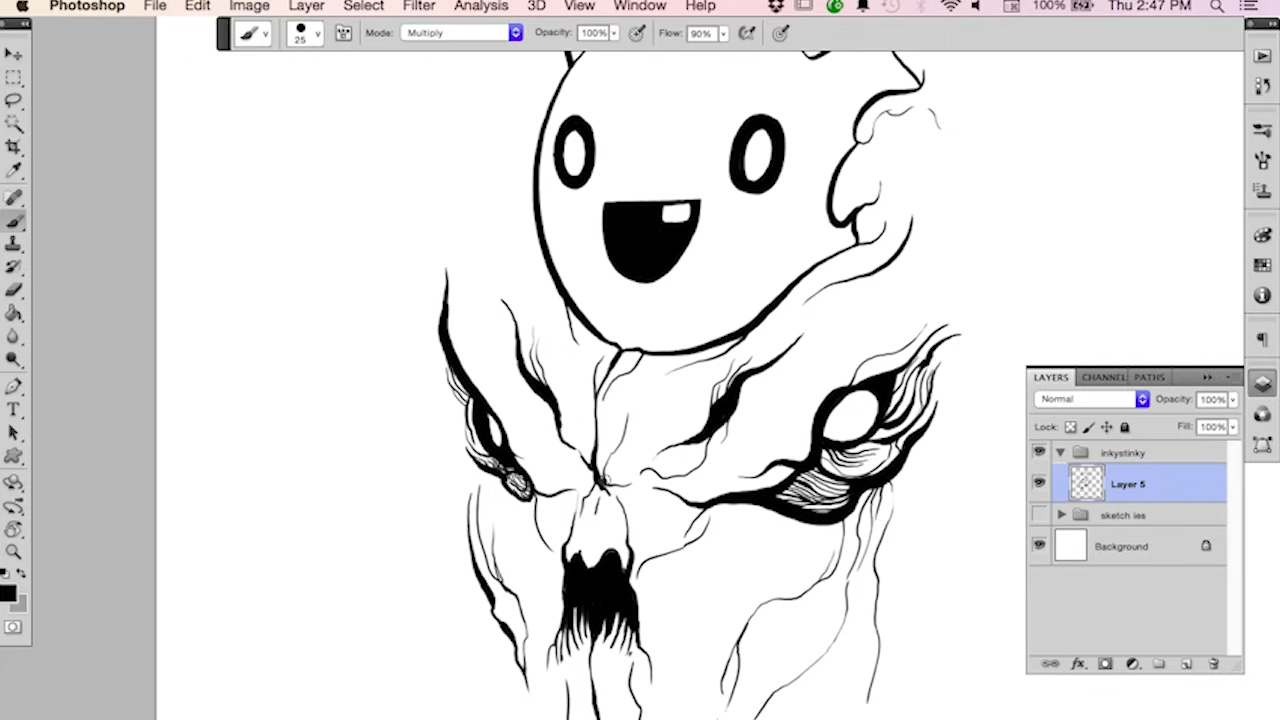 Photoshop File Edit Image Layer Select Filter Analysis 3D View Window Help 100% Thu 2:47 PM
25 Mode: Multiply Opacity: 100% Flow: 90%
LAYERS CHANNEL PATHS
Normal Opacity: 100%
Lock: Fill: 100%
inkystinky
Layer 5
sketch ies
Background